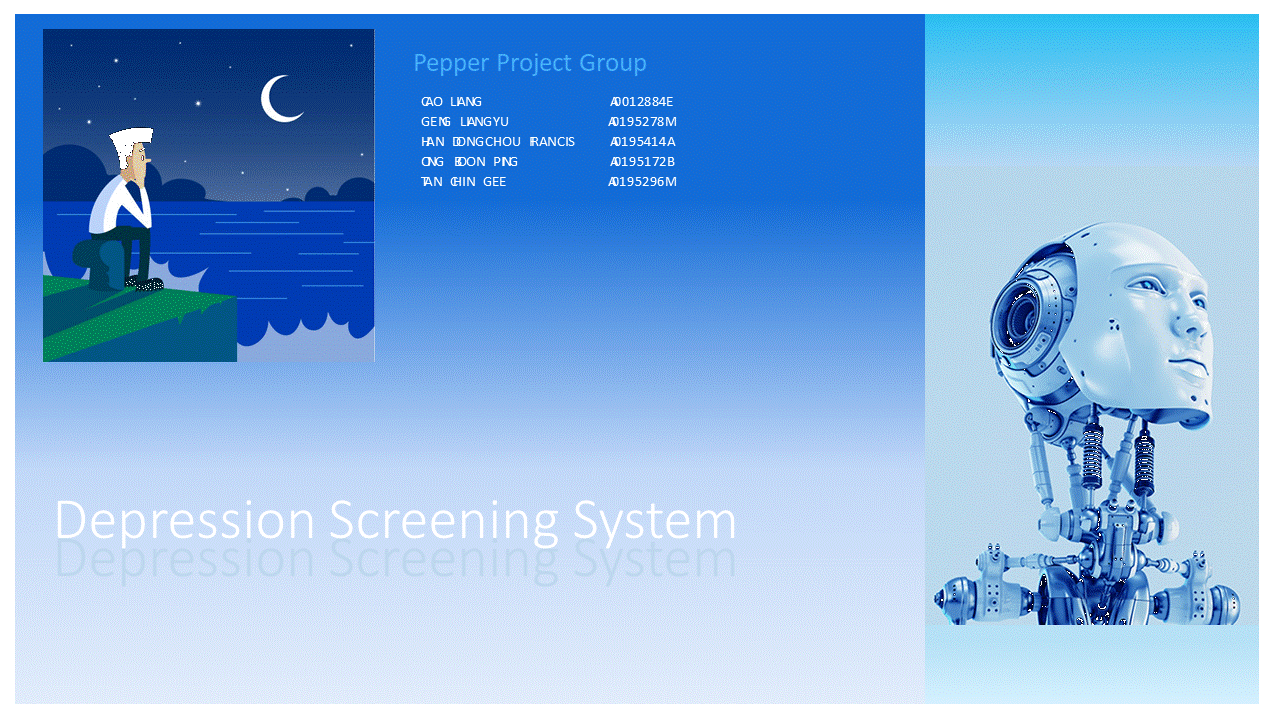 Pepper Project Group
CAO LIANG A0012884E
GENG LIANGYU A0195278M
HAN DONGCHOU FRANCIS A0195414A
ONG BOON PING A0195172B
TAN CHIN GEE A0195296M
Depression Screening System
Depression Screening System